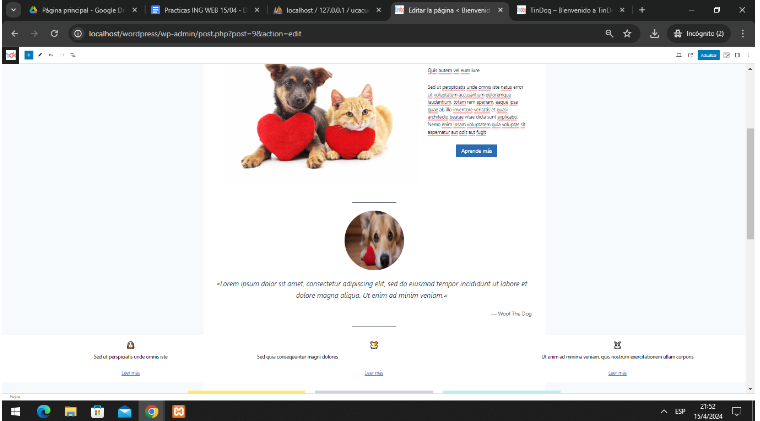 Página principal - Google Dr
Practicas ING WEB 15/04 - D
localhost / 127.0.0.1 / ucacu
Editar la página < Bienvenido
TinDog – Bienvenido a TinDo
localhost/wordpress/wp-admin/post.php?post=9&action=edit
Incógnito (2)
Actualizar
Quis autem vel eum iure
Sed ut perspiciatis unde omnis iste natus error
sit voluptatem accusantium doloremque
laudantium, totam rem aperiam, eaque ipsa
quae ab illo inventore veritatis et quasi
architecto beatae vitae dicta sunt explicabo.
Nemo enim ipsam voluptatem quia voluptas sit
aspernatur aut odit aut fugit
Aprende más
«Lorem ipsum dolor sit amet, consectetur adipiscing elit, sed do eiusmod tempor incididunt ut labore et
dolore magna aliqua. Ut enim ad minim veniam.»
— Woof The Dog
Sed ut perspiciatis unde omnis iste
Sed quia consequuntur magni dolores
Ut enim ad minima veniam, quis nostrum exercitationem ullam corporis
Leer más
Leer más
Leer más
Página
ESP
21:52
15/4/2024